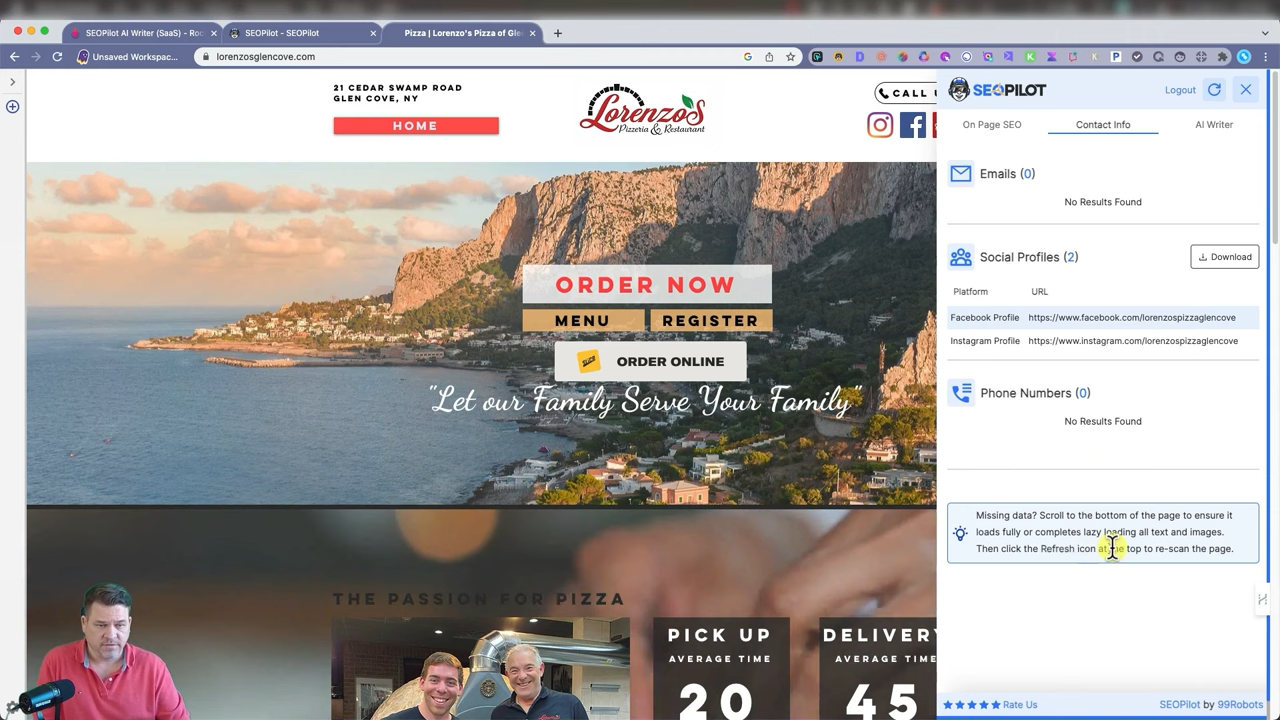 SEOPilot AI Writer (SaaS) - Roc
SEOPilot - SEOPilot
Pizza | Lorenzo's Pizza of Gle
Unsaved Workspac...
lorenzosglencove.com
21 CEDAR SWAMP ROAD
GLEN COVE, NY
HOME
Lorenzo's
Pizzeria & Restaurant
CALL U
ORDER NOW
MENU
REGISTER
ORDER ONLINE
"Let our Family Serve Your Family"
THE PASSION FOR PIZZA
PICK UP
AVERAGE TIME
20
DELIVERY
AVERAGE TIME
45
SEOPILOT
Logout
On Page SEO
Contact Info
AI Writer
Emails (0)
No Results Found
Social Profiles (2)
Download
Platform
URL
Facebook Profile
https://www.facebook.com/lorenzospizzaglencove
Instagram Profile
https://www.instagram.com/lorenzospizzaglencove
Phone Numbers (0)
No Results Found
Missing data? Scroll to the bottom of the page to ensure it
loads fully or completes lazy loading all text and images.
Then click the Refresh icon at the top to re-scan the page.
Rate Us
SEOPilot by 99Robots